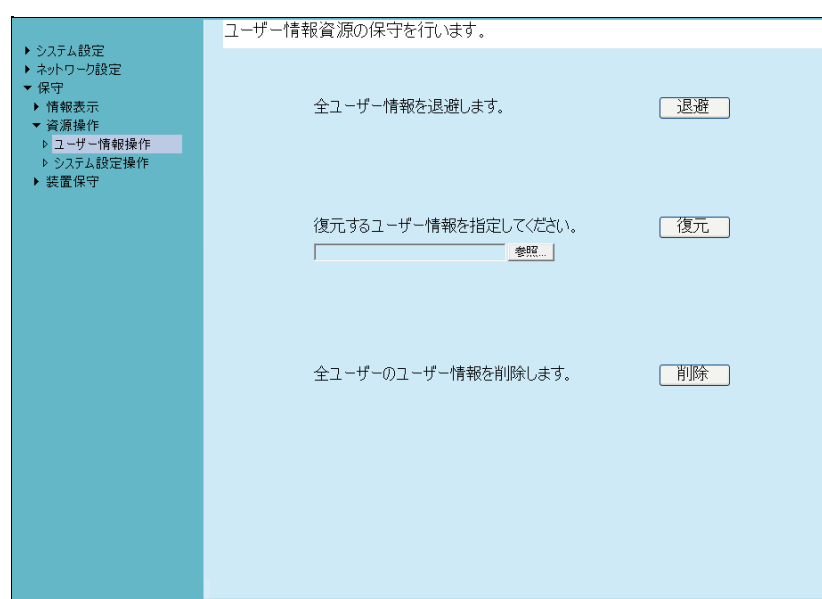 ユーザー情報資源の保守を行います。
システム設定
ネットワーク設定
保守
情報表示
資源操作
ユーザー情報操作
システム設定操作
装置保守
全ユーザー情報を退避します。
退避
復元するユーザー情報を指定してください。
復元
参照...
全ユーザーのユーザー情報を削除します。
削除